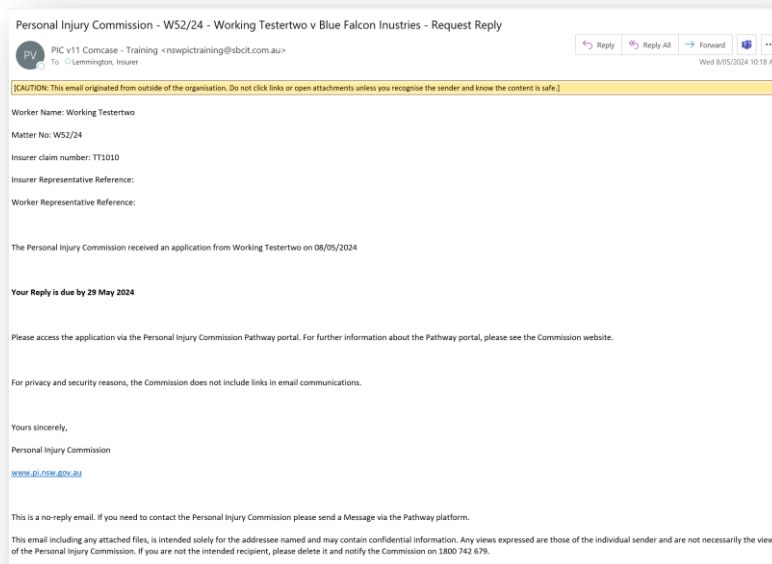 Personal Injury Commission - W52/24 - Working Testertwo v Blue Falcon Inustries - Request Reply
PV
PIC v11 Comcase - Training <nswpictraining@sbcit.com.au>
To Lemmington, Insurer
Reply
Reply All
Forward
Wed 8/05/2024 10:18 A
[CAUTION: This email originated from outside of the organisation. Do not click links or open attachments unless you recognise the sender and know the content is safe.]
Worker Name: Working Testertwo
Matter No: W52/24
Insurer claim number: TT1010
Insurer Representative Reference:
Worker Representative Reference:
The Personal Injury Commission received an application from Working Testertwo on 08/05/2024
Your Reply is due by 29 May 2024
Please access the application via the Personal Injury Commission Pathway portal. For further information about the Pathway portal, please see the Commission website.
For privacy and security reasons, the Commission does not include links in email communications.
Yours sincerely,
Personal Injury Commission
www.pi.nsw.gov.au
This is a no-reply email. If you need to contact the Personal Injury Commission please send a Message via the Pathway platform.
This email including any attached files, is intended solely for the addressee named and may contain confidential information. Any views expressed are those of the individual sender and are not necessarily the view
of the Personal Injury Commission. If you are not the intended recipient, please delete it and notify the Commission on 1800 742 679.